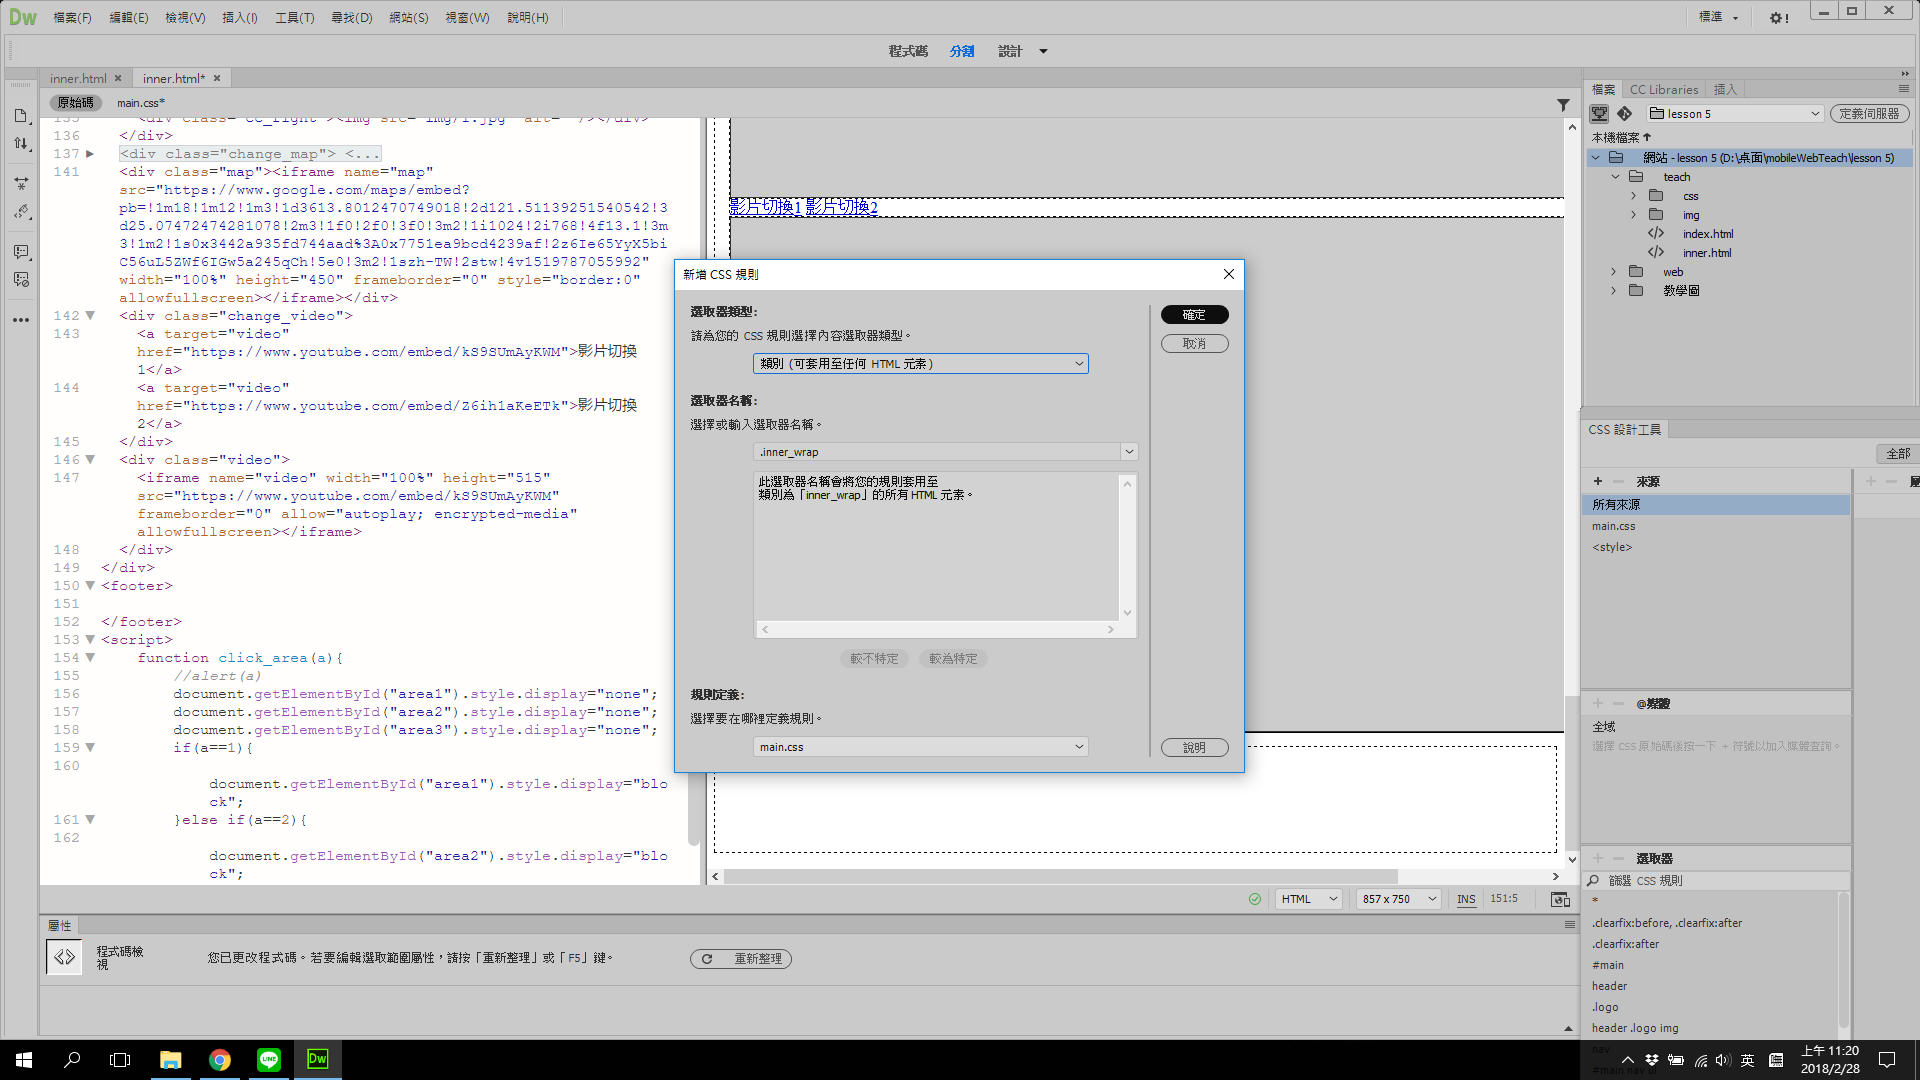 Dw 檔案(F) 編輯(E) 檢視(V) 插入(I) 工具(T) 尋找(D) 網站(S) 視窗(W) 說明(H) 標準
程式碼 分割 設計
inner.html × inner.html* ×
原始碼 main.css*
135 <div class="cc_right"><img src="img/1.jpg" alt=""/></div>
136 </div>
137 <div class="change_map"> <...
141 <div class="map"><iframe name="map"
src="https://www.google.com/maps/embed?
pb=!1m18!1m12!1m3!1d3613.8012470749018!2d121.51139251540542!3
d25.07472474281078!2m3!1f0!2f0!3f0!3m2!1i1024!2i768!4f13.1!3m
3!1m2!1s0x3442a935fd744aad%3A0x7751ea9bcd4239af!2z6Ie65YyX5bi
C56uL5ZWf6IGw5a245qCh!5e0!3m2!1szh-TW!2stw!4v1519787055992"
width="100%" height="450" frameborder="0" style="border:0"
allowfullscreen></iframe></div>
142 <div class="change_video">
143 <a target="video"
href="https://www.youtube.com/embed/kS9SUmAyKWM">影片切換
1</a>
144 <a target="video"
href="https://www.youtube.com/embed/Z6ih1aKeETk">影片切換
2</a>
145 </div>
146 <div class="video">
147 <iframe name="video" width="100%" height="515"
src="https://www.youtube.com/embed/kS9SUmAyKWM"
frameborder="0" allow="autoplay; encrypted-media"
allowfullscreen></iframe>
148 </div>
149 </div>
150 <footer>
151
152 </footer>
153 <script>
154 function click_area(a){
155 //alert(a)
156 document.getElementById("area1").style.display="none";
157 document.getElementById("area2").style.display="none";
158 document.getElementById("area3").style.display="none";
159 if(a==1){
160
document.getElementById("area1").style.display="blo
ck";
161 }else if(a==2){
162
document.getElementById("area2").style.display="blo
ck";
影片切換1 影片切換2
新增 CSS 規則
選取器類型:
請為您的 CSS 規則選擇內容選取器類型。
類別 (可套用至任何 HTML 元素)
選取器名稱:
選擇或輸入選取器名稱。
.inner_wrap
此選取器名稱會將您的規則套用至
類別為「inner_wrap」的所有 HTML 元素。
較不特定 較為特定
規則定義:
選擇要在哪裡定義規則。
main.css
確定
取消
說明
HTML 857 x 750 INS 151:5
屬性
程式碼檢
視
您已更改程式碼。若要編輯選取範圍屬性，請按「重新整理」或「F5」鍵。
重新整理
檔案 CC Libraries 插入
lesson 5 定義伺服器
本機檔案
網站 - lesson 5 (D:\桌面\mobileWebTeach\lesson 5)
teach
css
img
index.html
inner.html
web
教學圖
CSS 設計工具
全部
+ − 來源
所有來源
main.css
<style>
+ − @媒體
全域
選擇 CSS 原始碼後按一下 + 符號以加入媒體查詢。
+ − 選取器
篩選 CSS 規則
*
.clearfix:before, .clearfix:after
.clearfix:after
#main
header
.logo
header .logo img
nav
#main nav ul
LINE
Dw
英
上午 11:20
2018/2/28